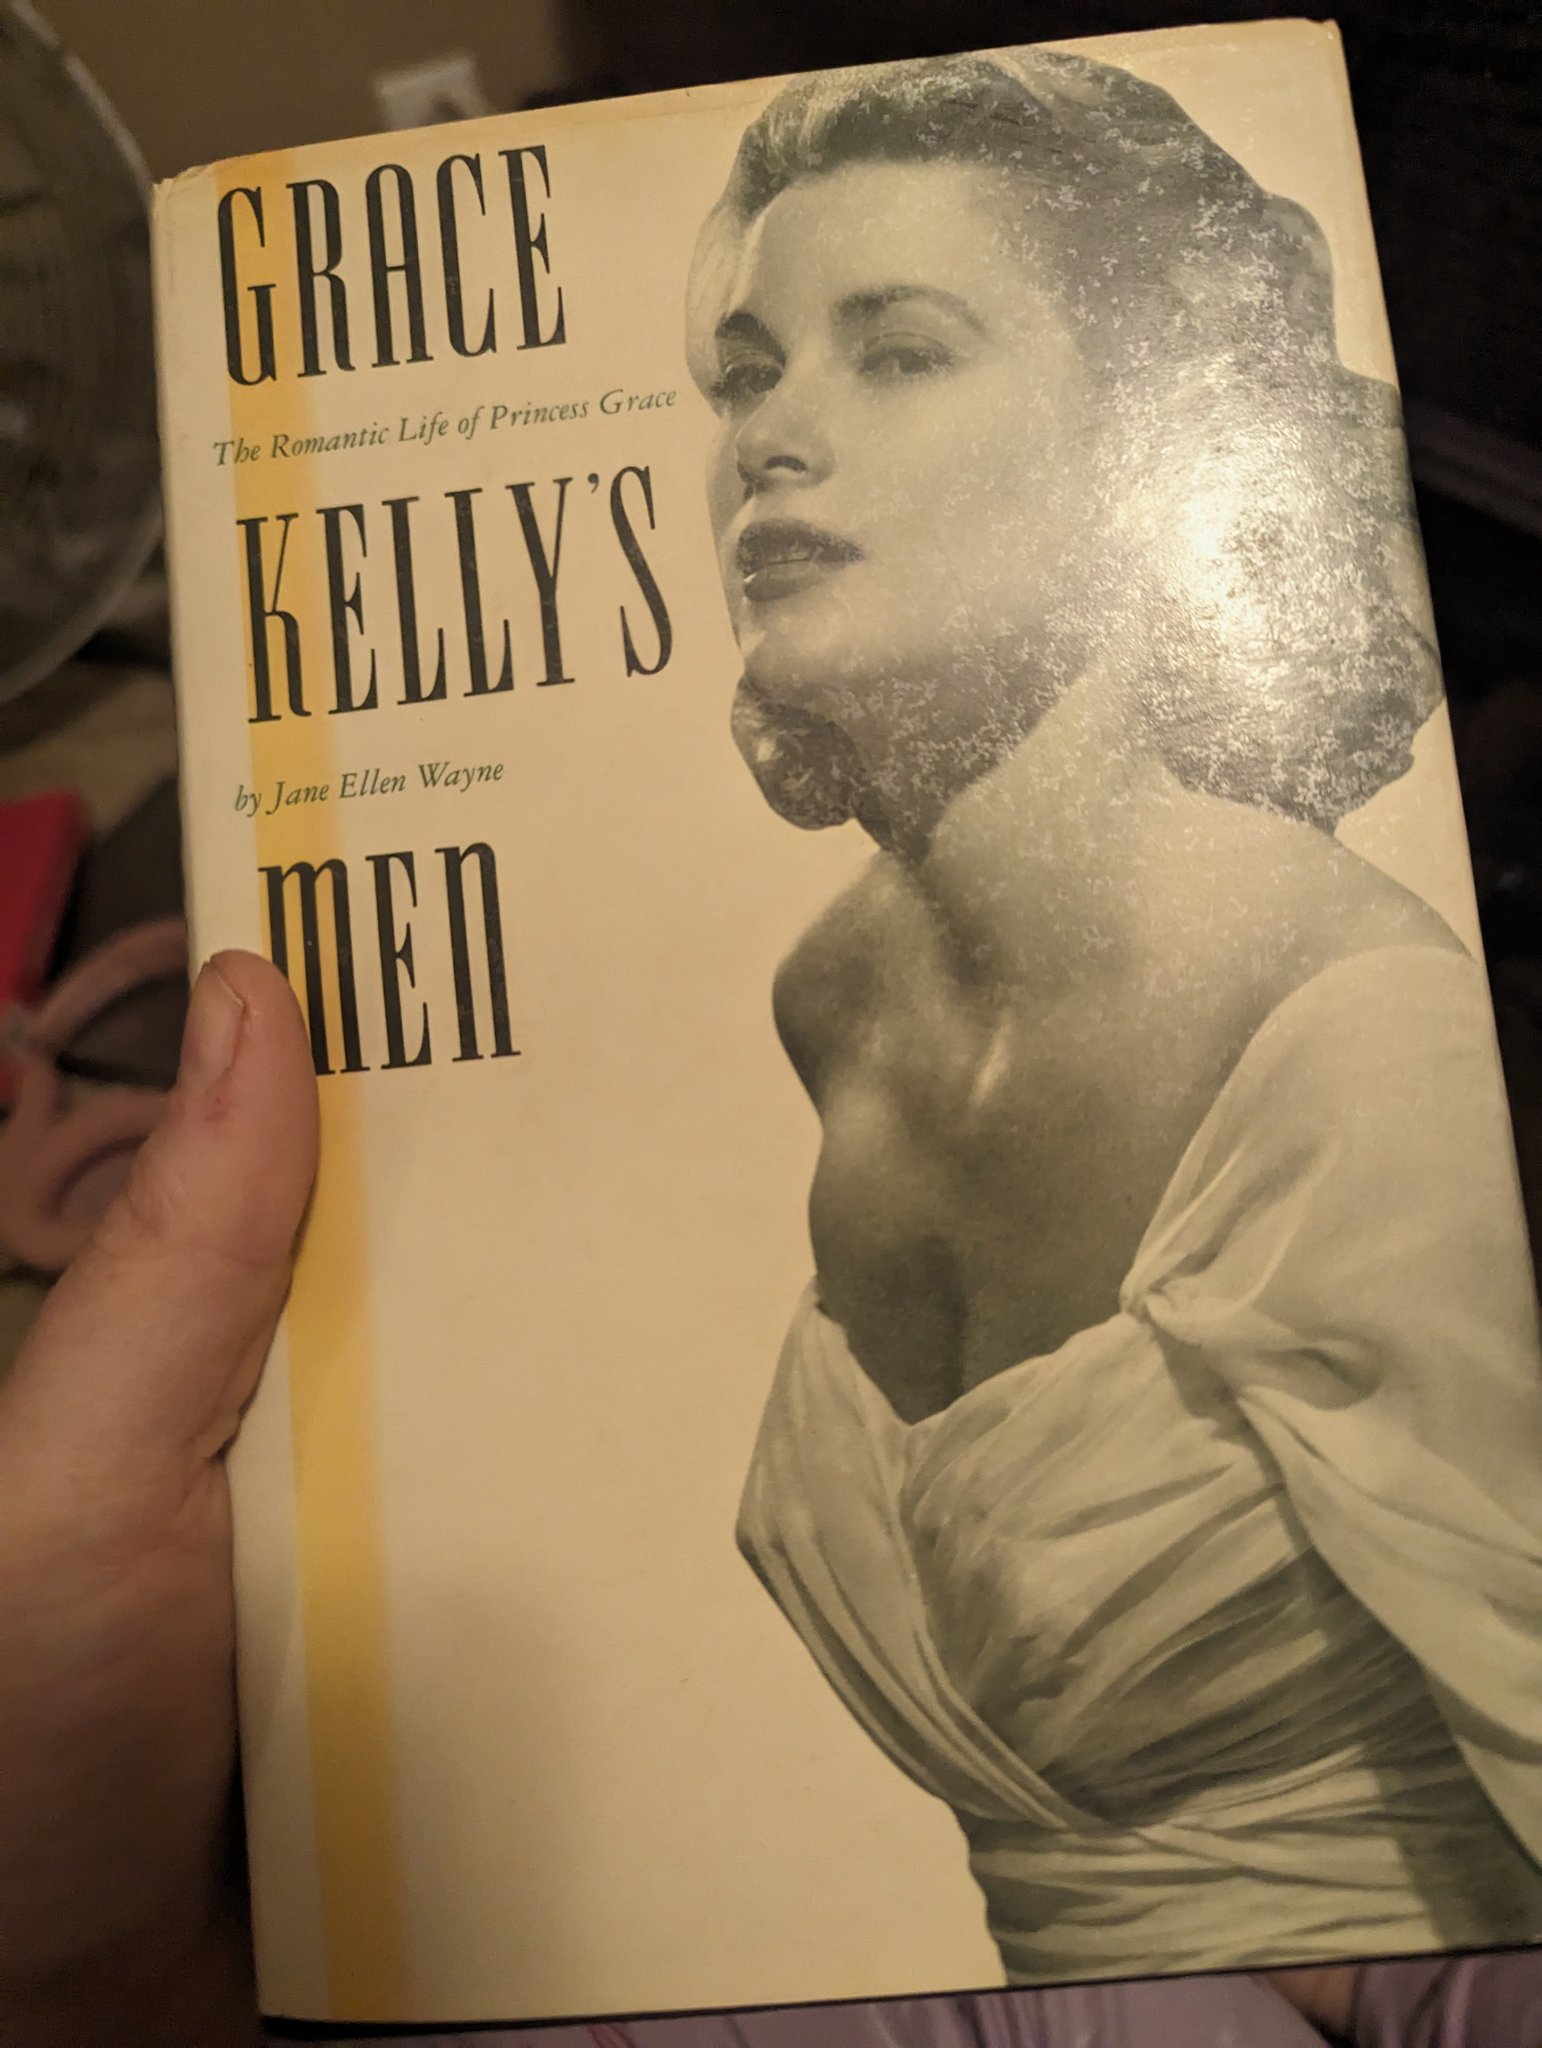 GRACE
The Romantic Life of Princess Grace
KELLY'S
by Jane Ellen Wayne
MEN